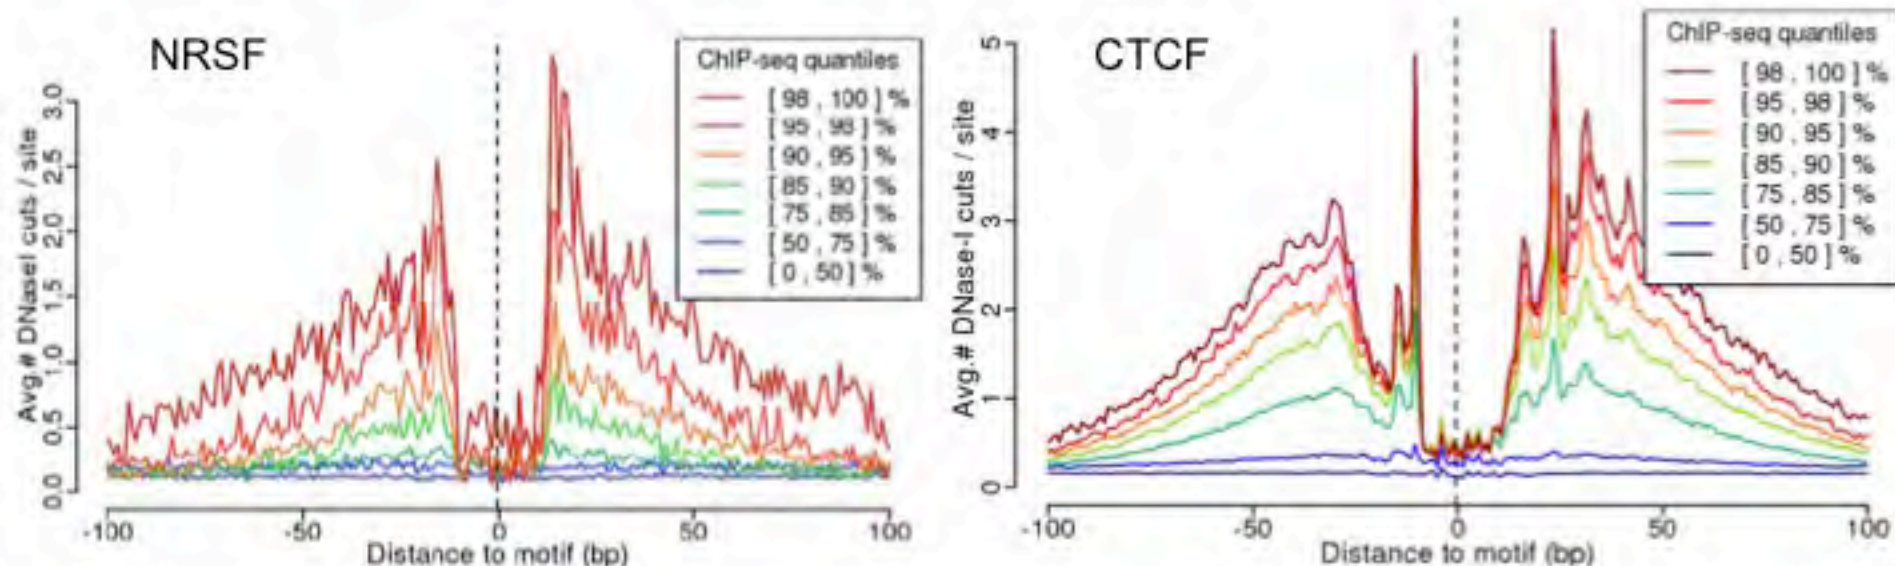 NRSF
ChIP-seq quantiles
[ 98 , 100 ] %
[ 95 , 98 ] %
[ 90 , 95 ] %
[ 85 , 90 ] %
[ 75 , 85 ] %
[ 50 , 75 ] %
[ 0 , 50 ] %
Avg.# DNaseI cuts / site
0.0 0.5 1.0 1.5 2.0 2.5 3.0
-100 -50 0 50 100
Distance to motif (bp)
CTCF
ChIP-seq quantiles
[ 98 , 100 ] %
[ 95 , 98 ] %
[ 90 , 95 ] %
[ 85 , 90 ] %
[ 75 , 85 ] %
[ 50 , 75 ] %
[ 0 , 50 ] %
Avg.# DNase-I cuts / site
0 1 2 3 4 5
-100 -50 0 50 100
Distance to motif (bp)